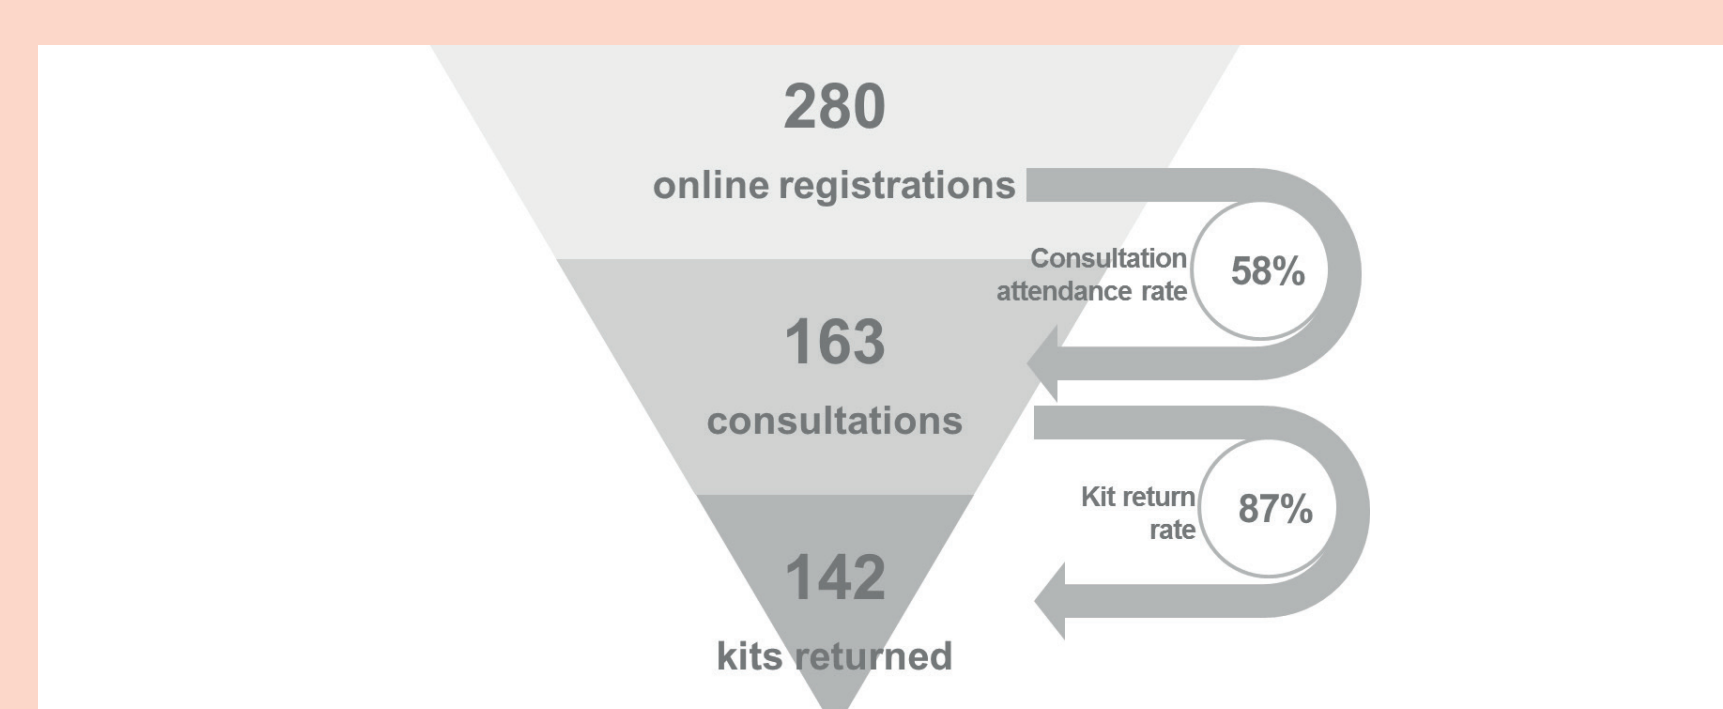 280
online registrations
Consultation
attendance rate
58%
163
consultations
Kit return
rate
87%
142
kits returned